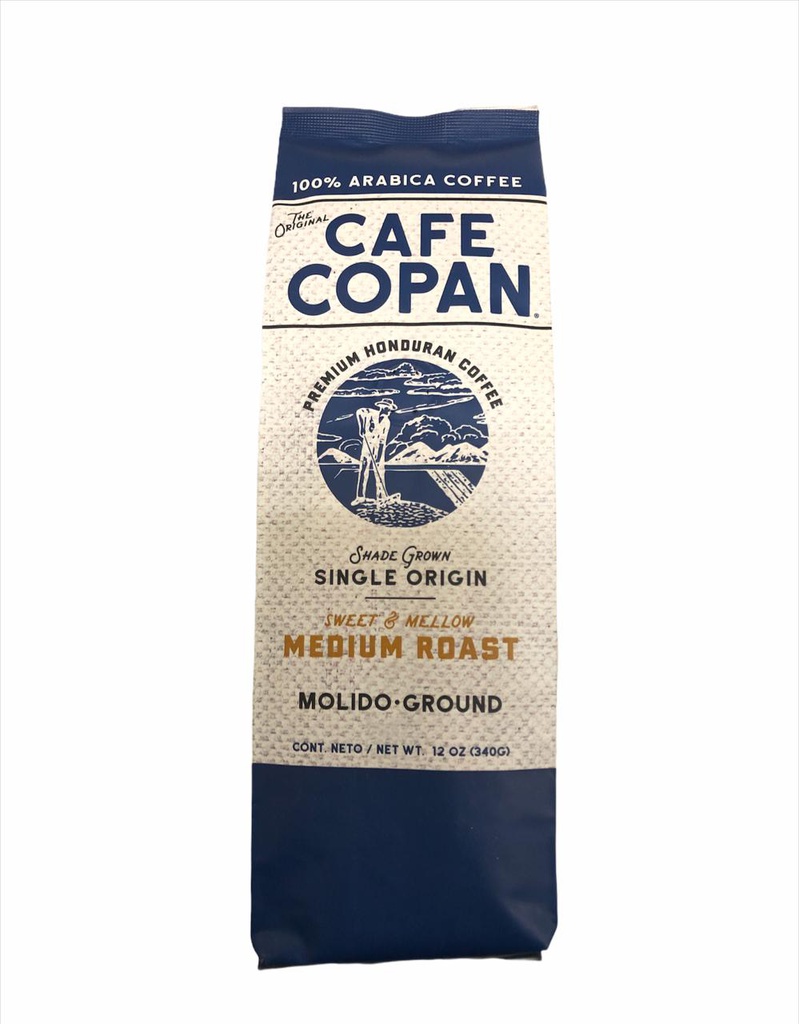 100% ARABICA COFFEE
THE
ORIGINAL
CAFE
COPAN
PREMIUM HONDURAN COFFEE
SHADE GROWN
SINGLE ORIGIN
SWEET & MELLOW
MEDIUM ROAST
MOLIDO•GROUND
CONT. NETO / NET WT. 12 OZ (340G)